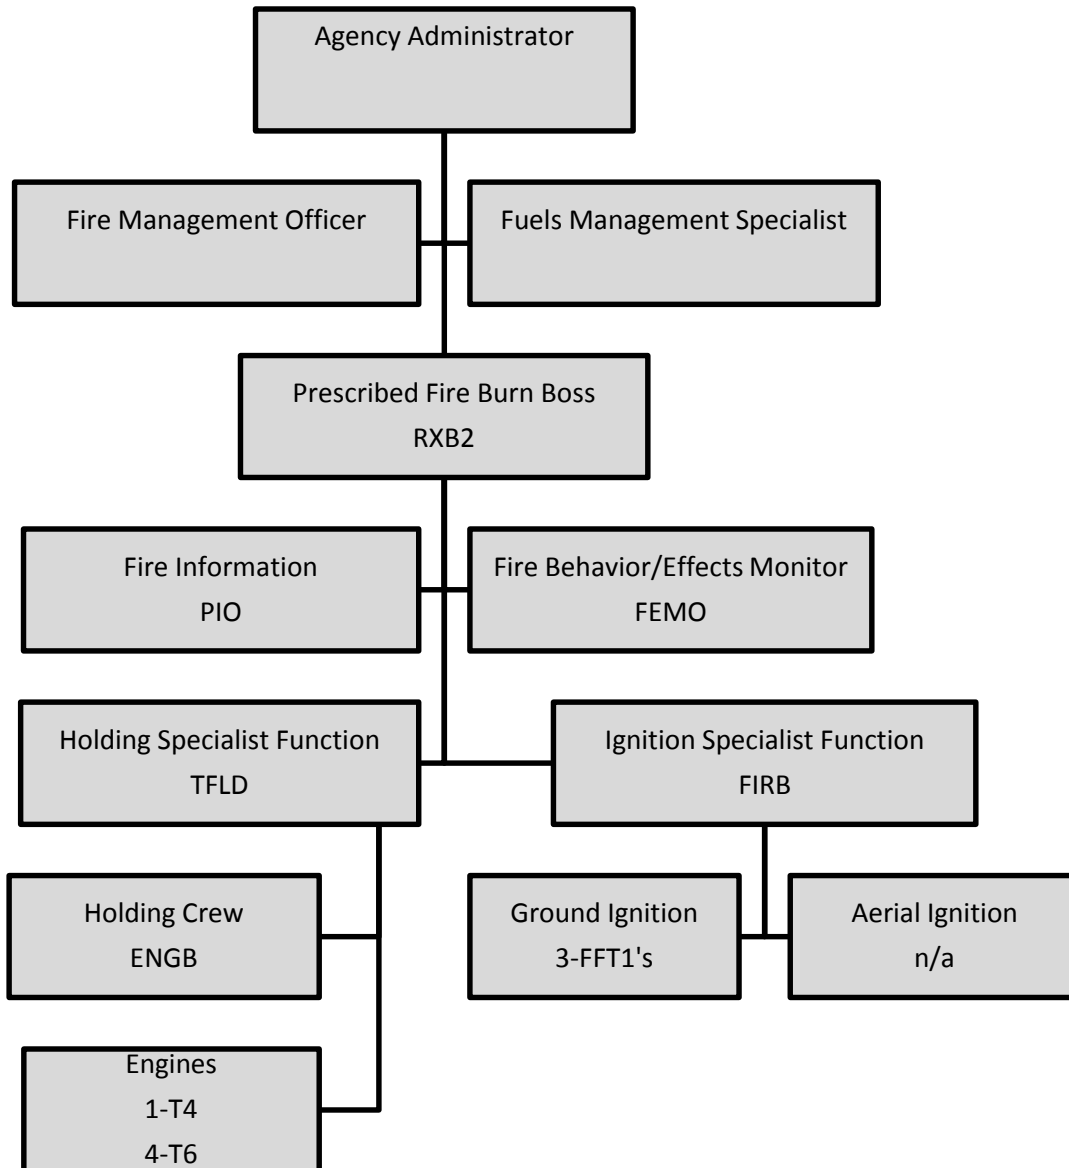 Agency Administrator
Fire Management Officer
Fuels Management Specialist
Prescribed Fire Burn Boss
RXB2
Fire Information
PIO
Fire Behavior/Effects Monitor
FEMO
Holding Specialist Function
TFLD
Ignition Specialist Function
FIRB
Holding Crew
ENGB
Ground Ignition
3-FFT1's
Aerial Ignition
n/a
Engines
1-T4
4-T6